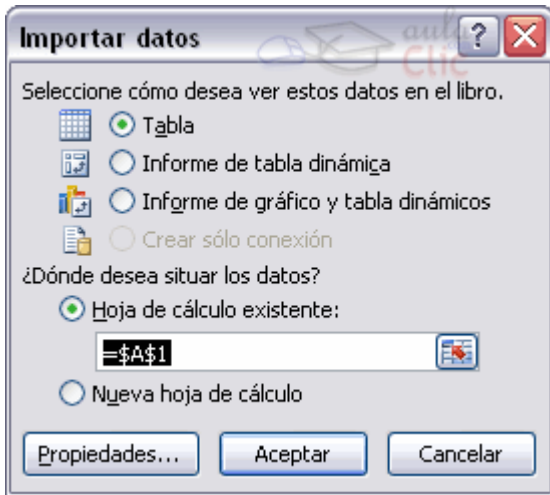 Importar datos
aula
Clic
Seleccione cómo desea ver estos datos en el libro.
Tabla
Informe de tabla dinámica
Informe de gráfico y tabla dinámicos
Crear sólo conexión
¿Dónde desea situar los datos?
Hoja de cálculo existente:
=$A$1
Nueva hoja de cálculo
Propiedades... Aceptar Cancelar